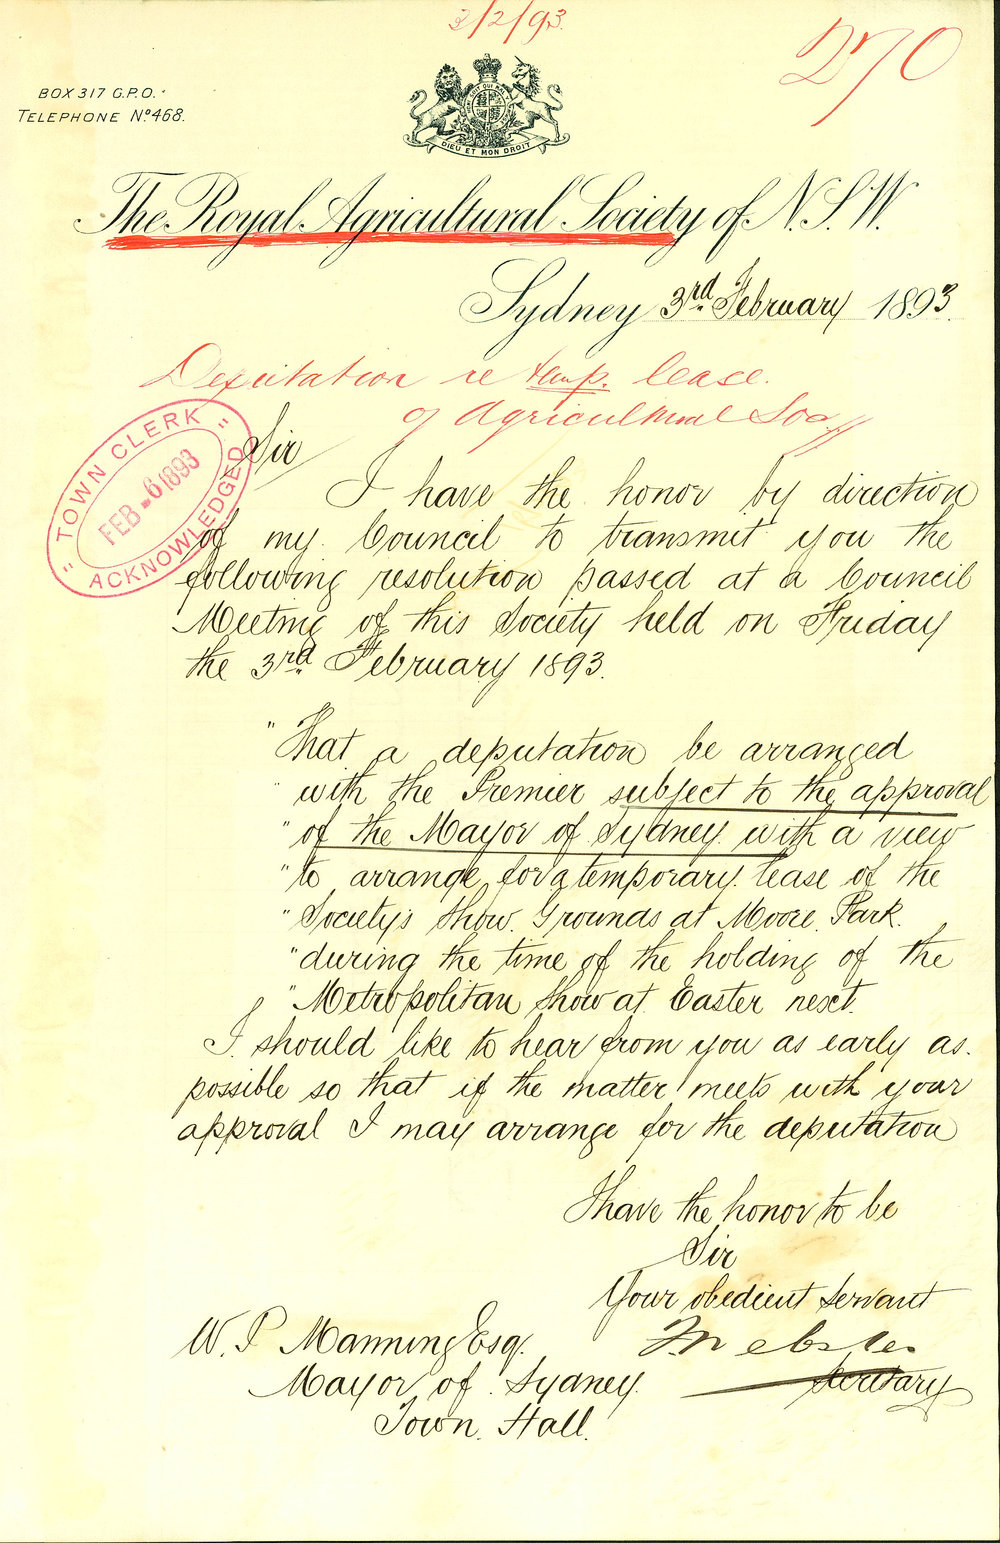 3/2/93.
270
BOX 317 G.P.O.
TELEPHONE No 468.
DIEU ET MON DROIT
The Royal Agricultural Society of N.S.W.
Sydney 3rd February 1893.
Deputation re temp. lease.
of Agricultural Socy
"TOWN CLERK"
FEB -6 1893
ACKNOWLEDGED
Sir
I have the honor by direction
of my Council to transmit you the
following resolution passed at a Council
Meeting of this Society held on Friday
the 3rd February 1893.
"That a deputation be arranged
" with the Premier subject to the approval
" of the Mayor of Sydney with a view
" to arrange for a temporary lease of the
" Society's Show Grounds at Moore Park.
" during the time of the holding of the
" Metropolitan Show at Easter next.
I should like to hear from you as early as
possible so that if the matter meets with your
approval I may arrange for the deputation
I have the honor to be
Sir
Your obedient servant
Webster
Secretary
W. P. Manning Esq.
Mayor of Sydney.
Town Hall.